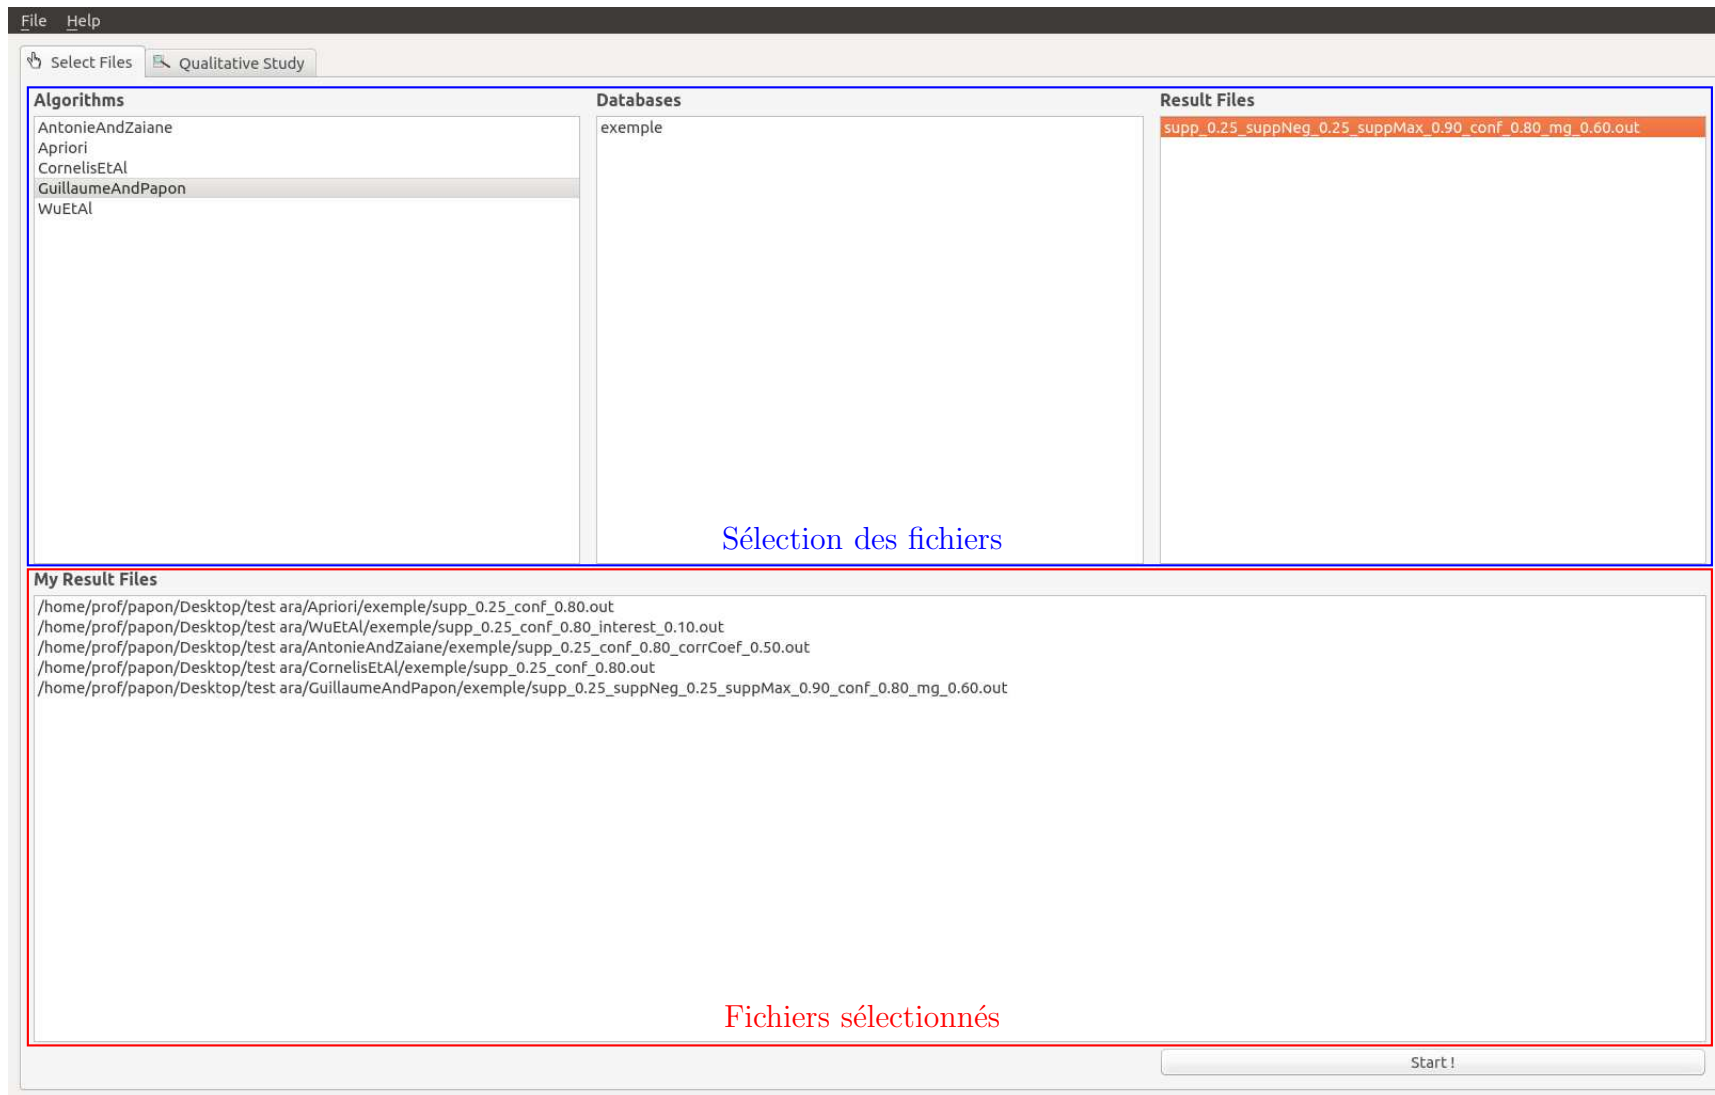 File Help
Select Files Qualitative Study
Algorithms
AntonieAndZaiane
Apriori
CornelisEtAl
GuillaumeAndPapon
WuEtAl
Databases
exemple
Result Files
supp_0.25_suppNeg_0.25_suppMax_0.90_conf_0.80_mg_0.60.out
Sélection des fichiers
My Result Files
/home/prof/papon/Desktop/test ara/Apriori/exemple/supp_0.25_conf_0.80.out
/home/prof/papon/Desktop/test ara/WuEtAl/exemple/supp_0.25_conf_0.80_interest_0.10.out
/home/prof/papon/Desktop/test ara/AntonieAndZaiane/exemple/supp_0.25_conf_0.80_corrCoef_0.50.out
/home/prof/papon/Desktop/test ara/CornelisEtAl/exemple/supp_0.25_conf_0.80.out
/home/prof/papon/Desktop/test ara/GuillaumeAndPapon/exemple/supp_0.25_suppNeg_0.25_suppMax_0.90_conf_0.80_mg_0.60.out
Fichiers sélectionnés
Start !